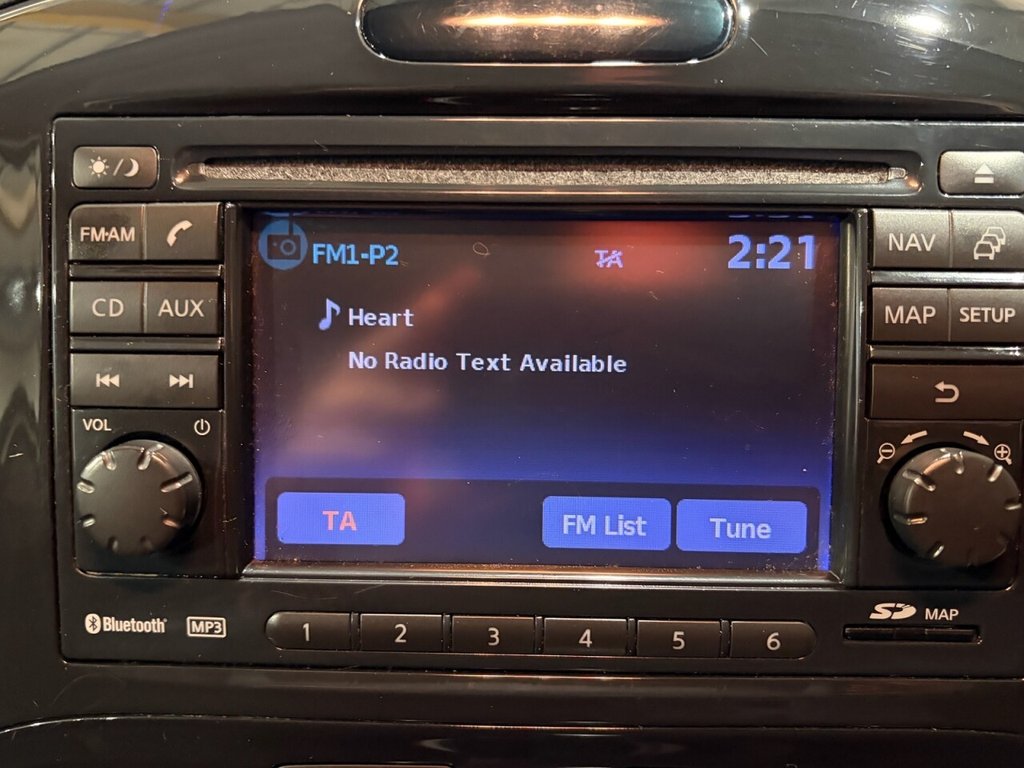 FM·AM
CD AUX
VOL
FM1-P2 TA 2:21
Heart
No Radio Text Available
TA FM List Tune
NAV
MAP SETUP
Bluetooth MP3
1 2 3 4 5 6
SD MAP